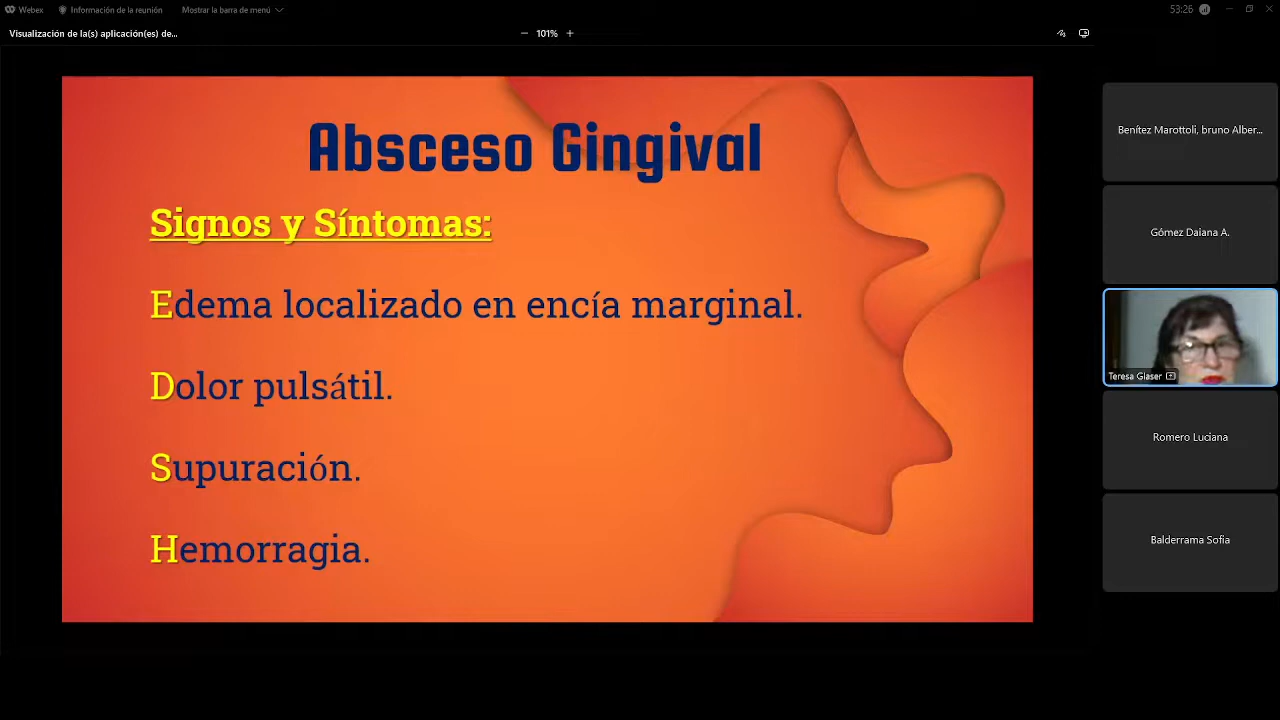 Webex
Información de la reunión
Mostrar la barra de menú
53:26
Visualización de la(s) aplicación(es) de...
101%
Absceso Gingival
Signos y Síntomas:
Edema localizado en encía marginal.
Dolor pulsátil.
Supuración.
Hemorragia.
Benítez Marottoli, bruno Alber...
Gómez Daiana A.
Teresa Glaser
Romero Luciana
Balderrama Sofia